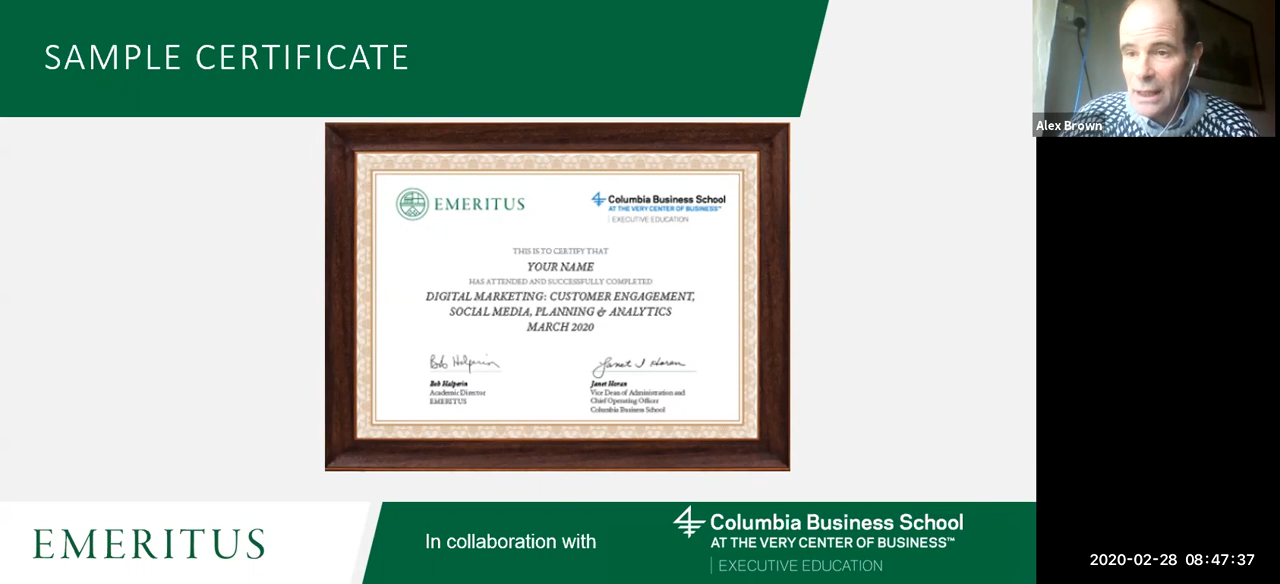 SAMPLE CERTIFICATE
Alex Brown
EMERITUS
Columbia Business School
AT THE VERY CENTER OF BUSINESS™
EXECUTIVE EDUCATION
THIS IS TO CERTIFY THAT
YOUR NAME
HAS ATTENDED AND SUCCESSFULLY COMPLETED
DIGITAL MARKETING: CUSTOMER ENGAGEMENT,
SOCIAL MEDIA, PLANNING & ANALYTICS
MARCH 2020
Bob Halperin
Janet J Horan
Bob Halperin
Academic Director
EMERITUS
Janet Horan
Vice Dean of Administration and
Chief Operating Officer
Columbia Business School
EMERITUS
In collaboration with
Columbia Business School
AT THE VERY CENTER OF BUSINESS™
EXECUTIVE EDUCATION
2020-02-28 08:47:37